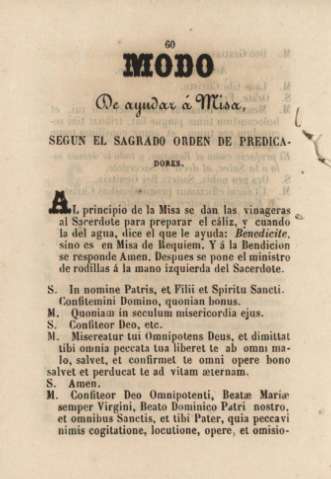 60
MODO
De ayudar á Misa,
SEGUN EL SAGRADO ORDEN DE PREDICA-
DORES.
AL principio de la Misa se dan las vinageras
al Sacerdote para preparar el cáliz, y cuando
la del agua, dice el que le ayuda: Benedicite,
sino es en Misa de Requiem. Y á la Bendicion
se responde Amen. Despues se pone el ministro
de rodillas á la mano izquierda del Sacerdote.
S. In nomine Patris, et Filii et Spiritu Sancti.
Confitemini Domino, quonian bonus.
M. Quoniam in seculum misericordia ejus.
S. Confiteor Deo, etc.
M. Misereatur tui Omnipotens Deus, et dimittat
tibi omnia peccata tua liberet te ab omni ma-
lo, salvet, et confirmet te omni opere bono
salvet et perducat te ad vitam æternam.
S. Amen.
M. Confiteor Deo Omnipotenti, Beatæ Mariæ
semper Virgini, Beato Dominico Patri nostro,
et omnibus Sanctis, et tibi Pater, quia peccavi
nimis cogitatione, locutione, opere, et omisio-